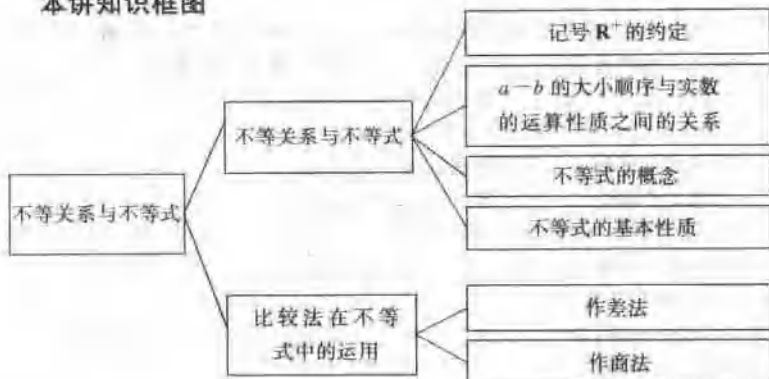 本讲知识框图
记号 R⁺ 的约定
a－b 的大小顺序与实数
的运算性质之间的关系
不等关系与不等式
不等式的概念
不等关系与不等式
不等式的基本性质
比较法在不等
式中的运用
作差法
作商法